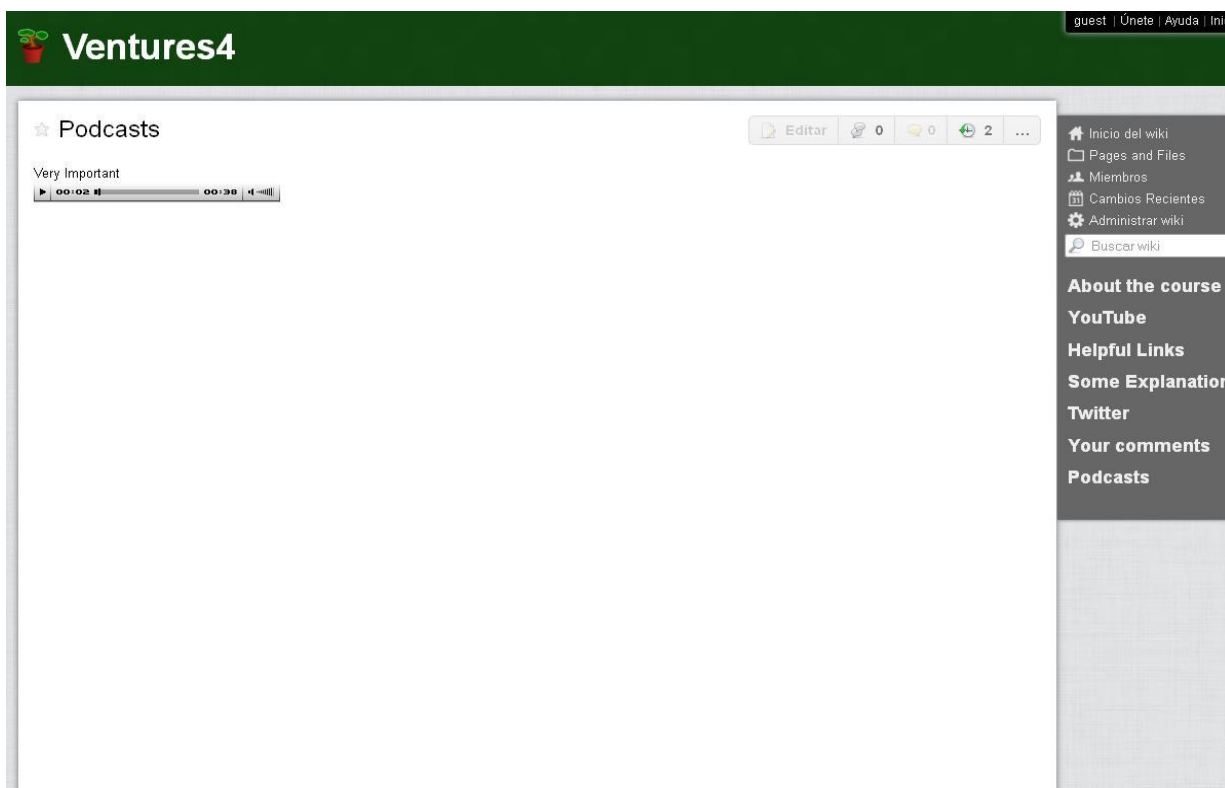 guest | Únete | Ayuda | Ini
Ventures4
Podcasts
Editar 0 0 2 ...
Very Important
00:02 00:38
Inicio del wiki
Pages and Files
Miembros
31 Cambios Recientes
Administrar wiki
Buscar wiki
About the course
YouTube
Helpful Links
Some Explanation
Twitter
Your comments
Podcasts